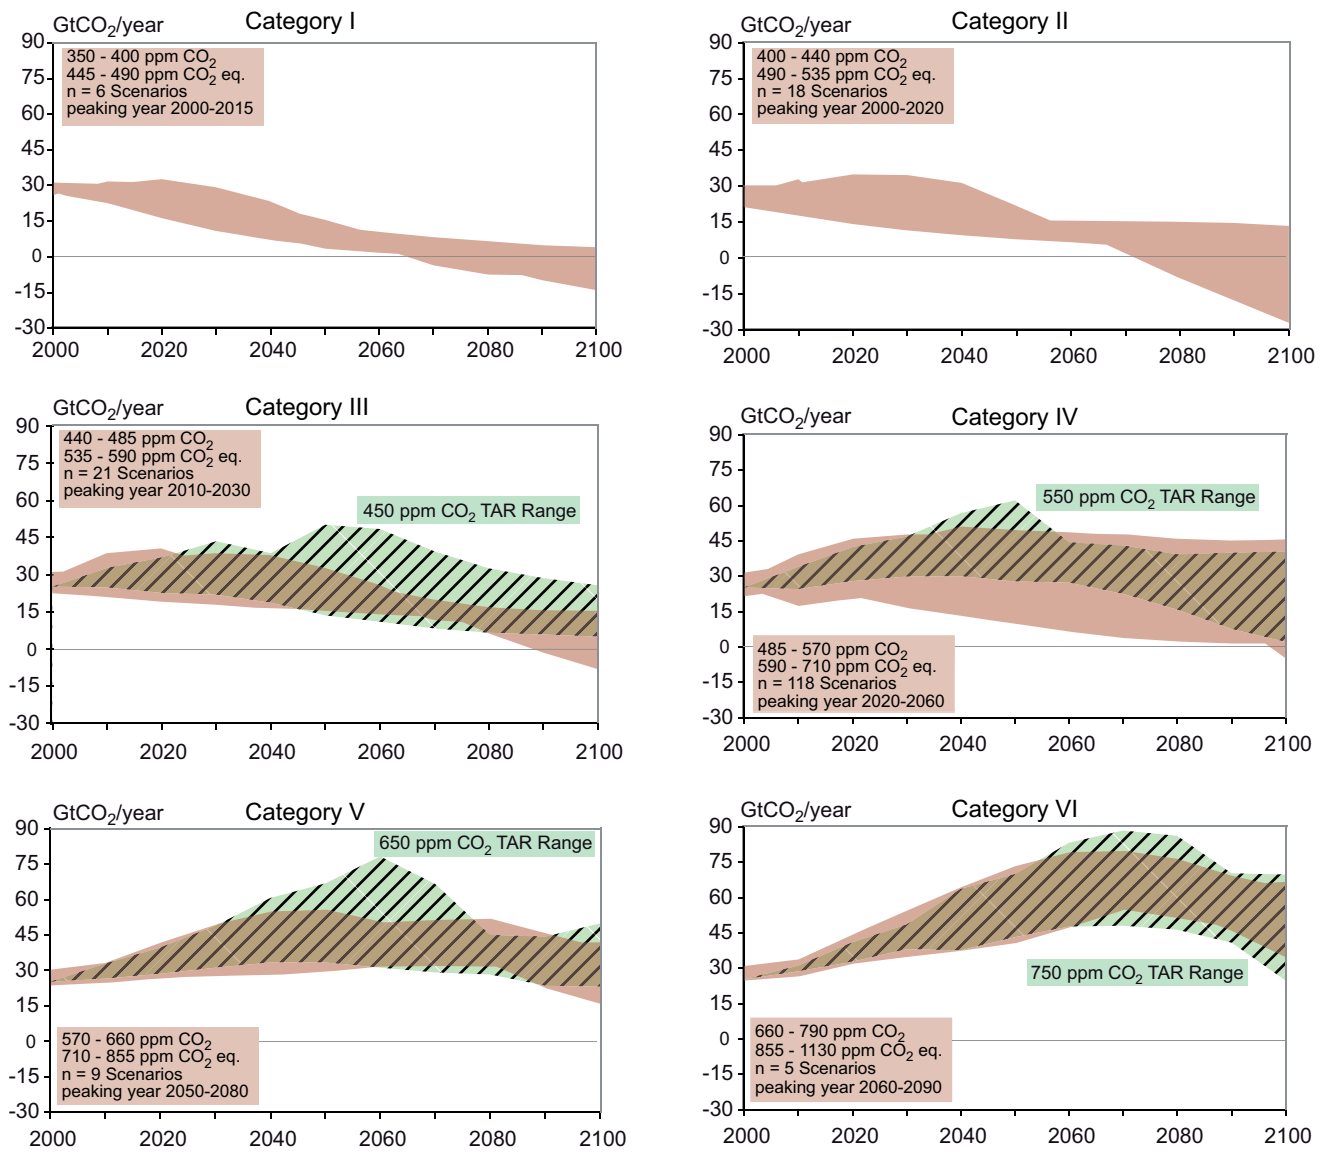 GtCO2/year
Category I
90
75
60
45
30
15
0
-15
-30
350 - 400 ppm CO2
445 - 490 ppm CO2 eq.
n = 6 Scenarios
peaking year 2000-2015
2000 2020 2040 2060 2080 2100
GtCO2/year
Category II
90
75
60
45
30
15
0
-15
-30
400 - 440 ppm CO2
490 - 535 ppm CO2 eq.
n = 18 Scenarios
peaking year 2000-2020
2000 2020 2040 2060 2080 2100
GtCO2/year
Category III
90
75
60
45
30
15
0
-15
-30
440 - 485 ppm CO2
535 - 590 ppm CO2 eq.
n = 21 Scenarios
peaking year 2010-2030
450 ppm CO2 TAR Range
2000 2020 2040 2060 2080 2100
GtCO2/year
Category IV
90
75
60
45
30
15
0
-15
-30
550 ppm CO2 TAR Range
485 - 570 ppm CO2
590 - 710 ppm CO2 eq.
n = 118 Scenarios
peaking year 2020-2060
2000 2020 2040 2060 2080 2100
GtCO2/year
Category V
90
75
60
45
30
15
0
-15
-30
650 ppm CO2 TAR Range
570 - 660 ppm CO2
710 - 855 ppm CO2 eq.
n = 9 Scenarios
peaking year 2050-2080
2000 2020 2040 2060 2080 2100
GtCO2/year
Category VI
90
75
60
45
30
15
0
-15
-30
750 ppm CO2 TAR Range
660 - 790 ppm CO2
855 - 1130 ppm CO2 eq.
n = 5 Scenarios
peaking year 2060-2090
2000 2020 2040 2060 2080 2100